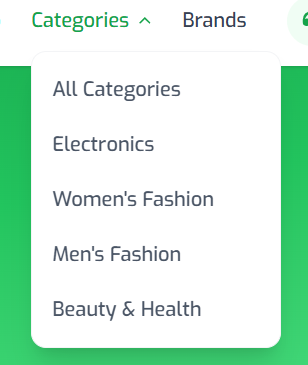 Categories Brands
All Categories
Electronics
Women's Fashion
Men's Fashion
Beauty & Health